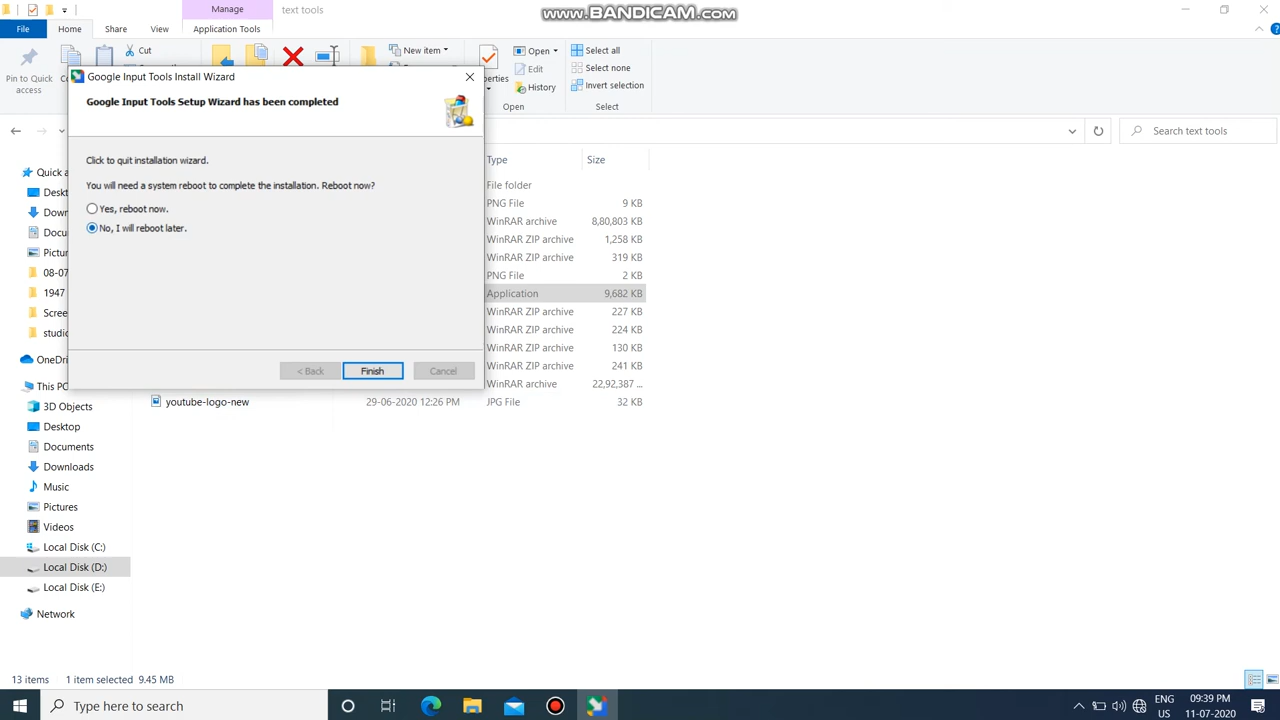 Manage
text tools
www.BANDICAM.com
File
Home
Share
View
Application Tools
Pin to Quick
access
Cut
New item
Open
Edit
History
Open
Select all
Select none
Invert selection
Select
Google Input Tools Install Wizard
Google Input Tools Setup Wizard has been completed
Click to quit installation wizard.
You will need a system reboot to complete the installation. Reboot now?
Yes, reboot now.
No, I will reboot later.
< Back
Finish
Cancel
Search text tools
Type
Size
File folder
PNG File
9 KB
WinRAR archive
8,80,803 KB
WinRAR ZIP archive
1,258 KB
WinRAR ZIP archive
319 KB
PNG File
2 KB
Application
9,682 KB
WinRAR ZIP archive
227 KB
WinRAR ZIP archive
224 KB
WinRAR ZIP archive
130 KB
WinRAR ZIP archive
241 KB
WinRAR archive
22,92,387 ...
youtube-logo-new
29-06-2020 12:26 PM
JPG File
32 KB
Quick a
Deskt
Down
Docu
Pictur
08-07
1947
Scree
studic
OneDri
This PC
3D Objects
Desktop
Documents
Downloads
Music
Pictures
Videos
Local Disk (C:)
Local Disk (D:)
Local Disk (E:)
Network
13 items
1 item selected
9.45 MB
Type here to search
ENG
US
09:39 PM
11-07-2020